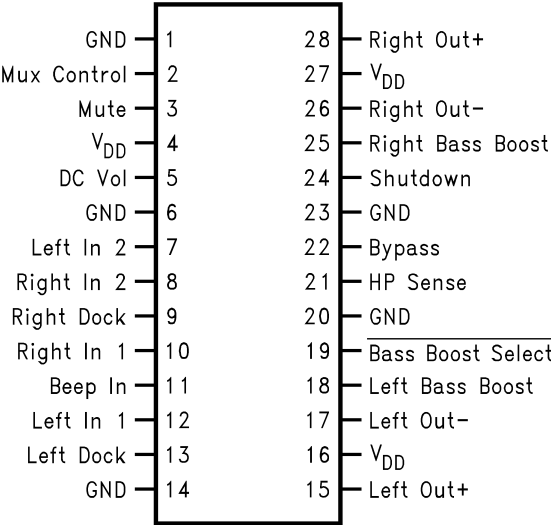 GND 1 28 Right Out+
Mux Control 2 27 VDD
Mute 3 26 Right Out-
VDD 4 25 Right Bass Boost
DC Vol 5 24 Shutdown
GND 6 23 GND
Left In 2 7 22 Bypass
Right In 2 8 21 HP Sense
Right Dock 9 20 GND
Right In 1 10 19 Bass Boost Select
Beep In 11 18 Left Bass Boost
Left In 1 12 17 Left Out-
Left Dock 13 16 VDD
GND 14 15 Left Out+